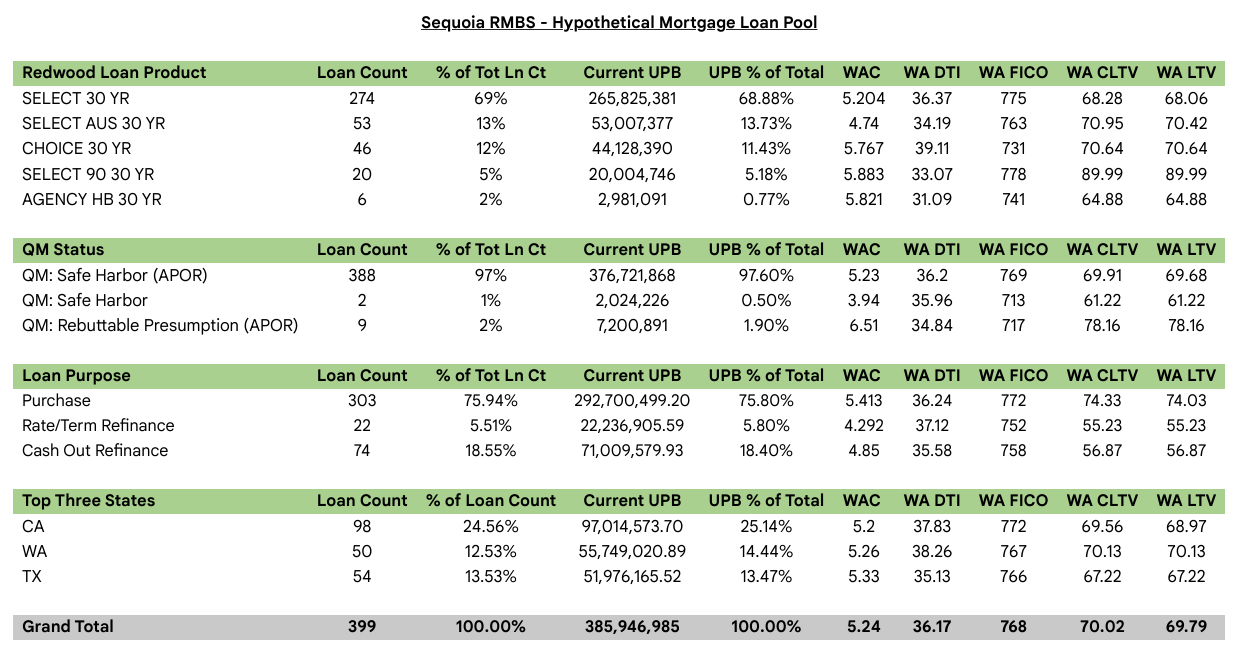 Sequoia RMBS - Hypothetical Mortgage Loan Pool
Redwood Loan Product Loan Count % of Tot Ln Ct Current UPB UPB % of Total WAC WA DTI WA FICO WA CLTV WA LTV
SELECT 30 YR 274 69% 265,825,381 68.88% 5.204 36.37 775 68.28 68.06
SELECT AUS 30 YR 53 13% 53,007,377 13.73% 4.74 34.19 763 70.95 70.42
CHOICE 30 YR 46 12% 44,128,390 11.43% 5.767 39.11 731 70.64 70.64
SELECT 90 30 YR 20 5% 20,004,746 5.18% 5.883 33.07 778 89.99 89.99
AGENCY HB 30 YR 6 2% 2,981,091 0.77% 5.821 31.09 741 64.88 64.88
QM Status Loan Count % of Tot Ln Ct Current UPB UPB % of Total WAC WA DTI WA FICO WA CLTV WA LTV
QM: Safe Harbor (APOR) 388 97% 376,721,868 97.60% 5.23 36.2 769 69.91 69.68
QM: Safe Harbor 2 1% 2,024,226 0.50% 3.94 35.96 713 61.22 61.22
QM: Rebuttable Presumption (APOR) 9 2% 7,200,891 1.90% 6.51 34.84 717 78.16 78.16
Loan Purpose Loan Count % of Tot Ln Ct Current UPB UPB % of Total WAC WA DTI WA FICO WA CLTV WA LTV
Purchase 303 75.94% 292,700,499.20 75.80% 5.413 36.24 772 74.33 74.03
Rate/Term Refinance 22 5.51% 22,236,905.59 5.80% 4.292 37.12 752 55.23 55.23
Cash Out Refinance 74 18.55% 71,009,579.93 18.40% 4.85 35.58 758 56.87 56.87
Top Three States Loan Count % of Loan Count Current UPB UPB % of Total WAC WA DTI WA FICO WA CLTV WA LTV
CA 98 24.56% 97,014,573.70 25.14% 5.2 37.83 772 69.56 68.97
WA 50 12.53% 55,749,020.89 14.44% 5.26 38.26 767 70.13 70.13
TX 54 13.53% 51,976,165.52 13.47% 5.33 35.13 766 67.22 67.22
Grand Total 399 100.00% 385,946,985 100.00% 5.24 36.17 768 70.02 69.79